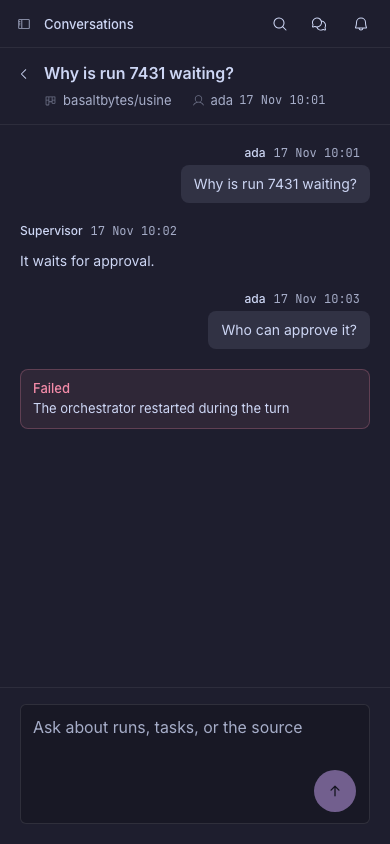 Conversations
Why is run 7431 waiting?
basaltbytes/usine ada 17 Nov 10:01
ada 17 Nov 10:01
Why is run 7431 waiting?
Supervisor 17 Nov 10:02
It waits for approval.
ada 17 Nov 10:03
Who can approve it?
Failed
The orchestrator restarted during the turn
Ask about runs, tasks, or the source